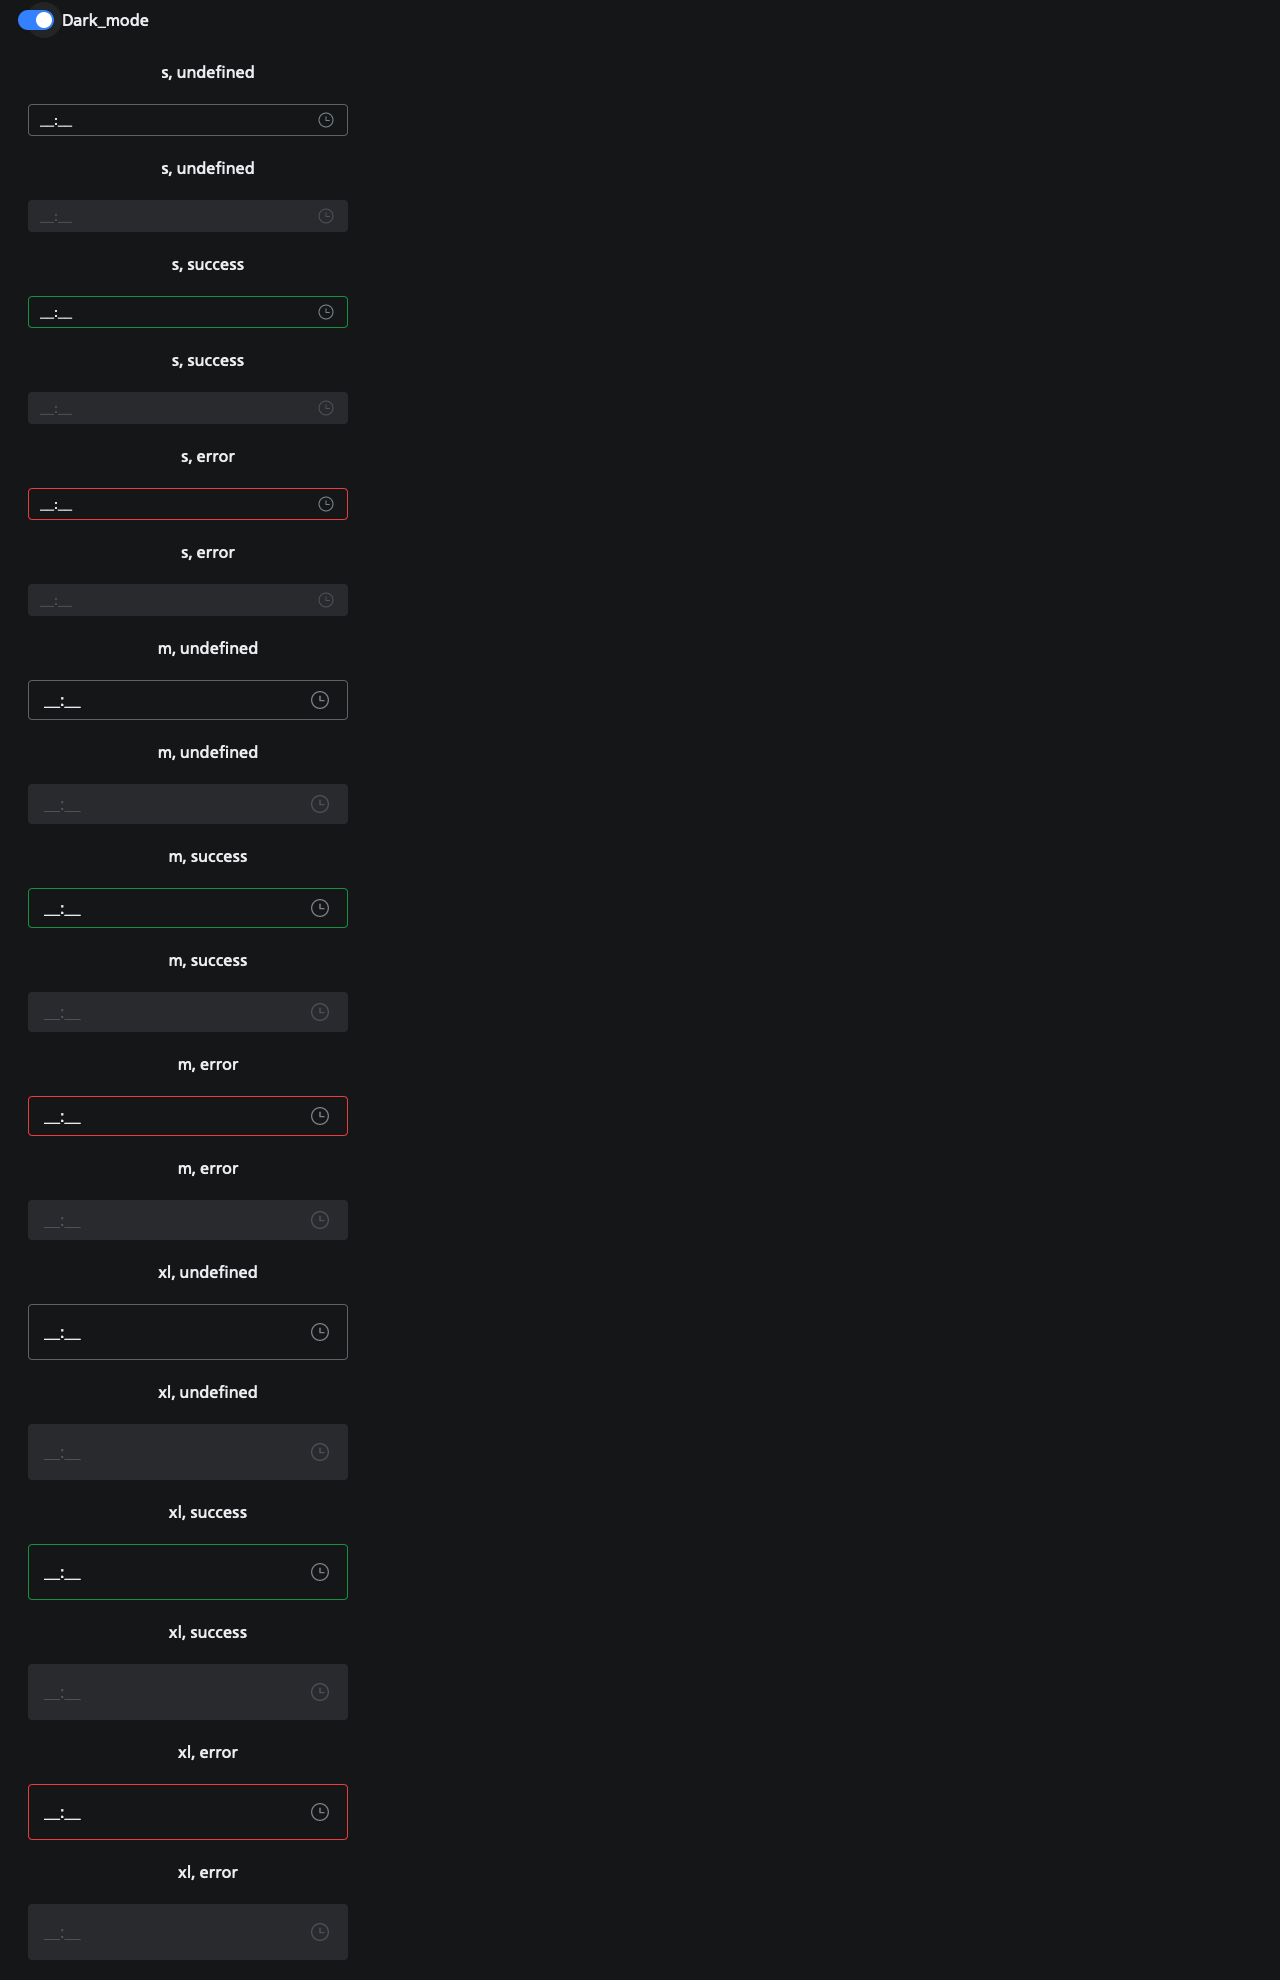 Dark_mode
s, undefined
__:__
s, undefined
__:__
s, success
__:__
s, success
__:__
s, error
__:__
s, error
__:__
m, undefined
__:__
m, undefined
__:__
m, success
__:__
m, success
__:__
m, error
__:__
m, error
__:__
xl, undefined
__:__
xl, undefined
__:__
xl, success
__:__
xl, success
__:__
xl, error
__:__
xl, error
__:__